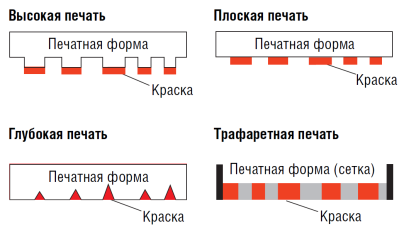 Высокая печать
Печатная форма
Краска
Плоская печать
Печатная форма
Краска
Глубокая печать
Печатная форма
Краска
Трафаретная печать
Печатная форма (сетка)
Краска